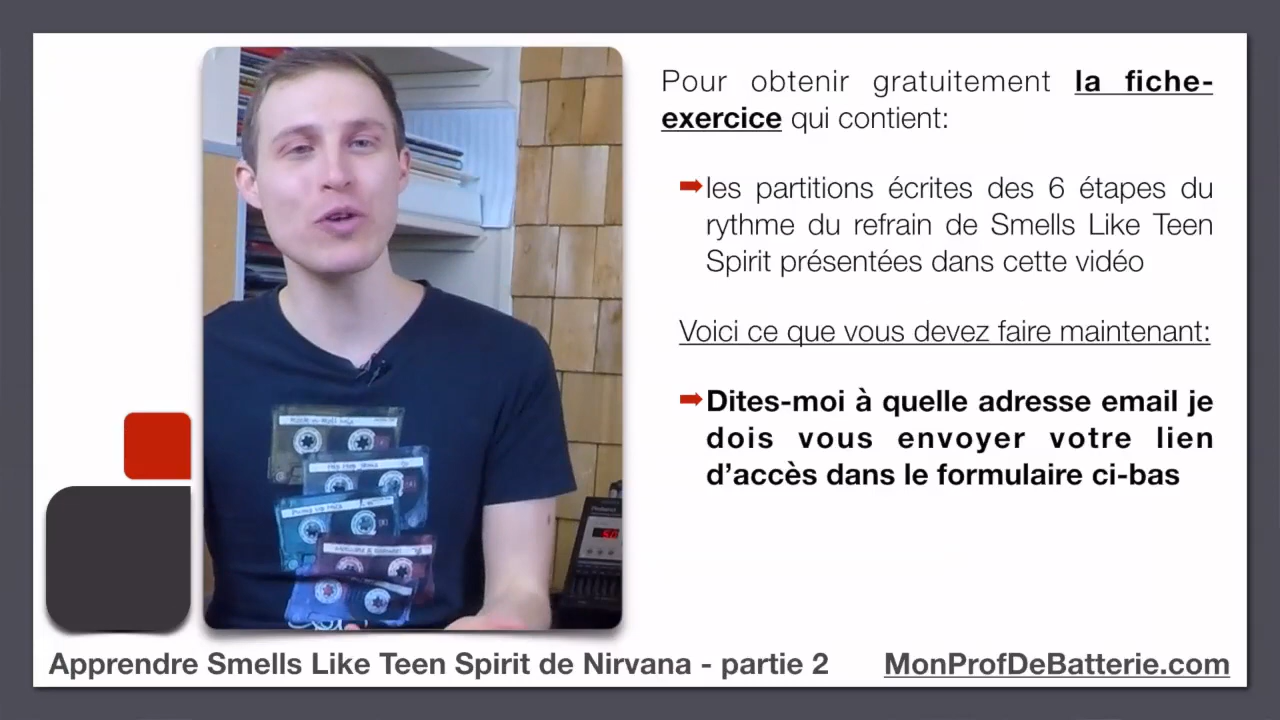 Pour obtenir gratuitement la fiche-
exercice qui contient:
les partitions écrites des 6 étapes du
rythme du refrain de Smells Like Teen
Spirit présentées dans cette vidéo
Voici ce que vous devez faire maintenant:
Dites-moi à quelle adresse email je
dois vous envoyer votre lien
d'accès dans le formulaire ci-bas
Roland
50
Apprendre Smells Like Teen Spirit de Nirvana - partie 2
MonProfDeBatterie.com